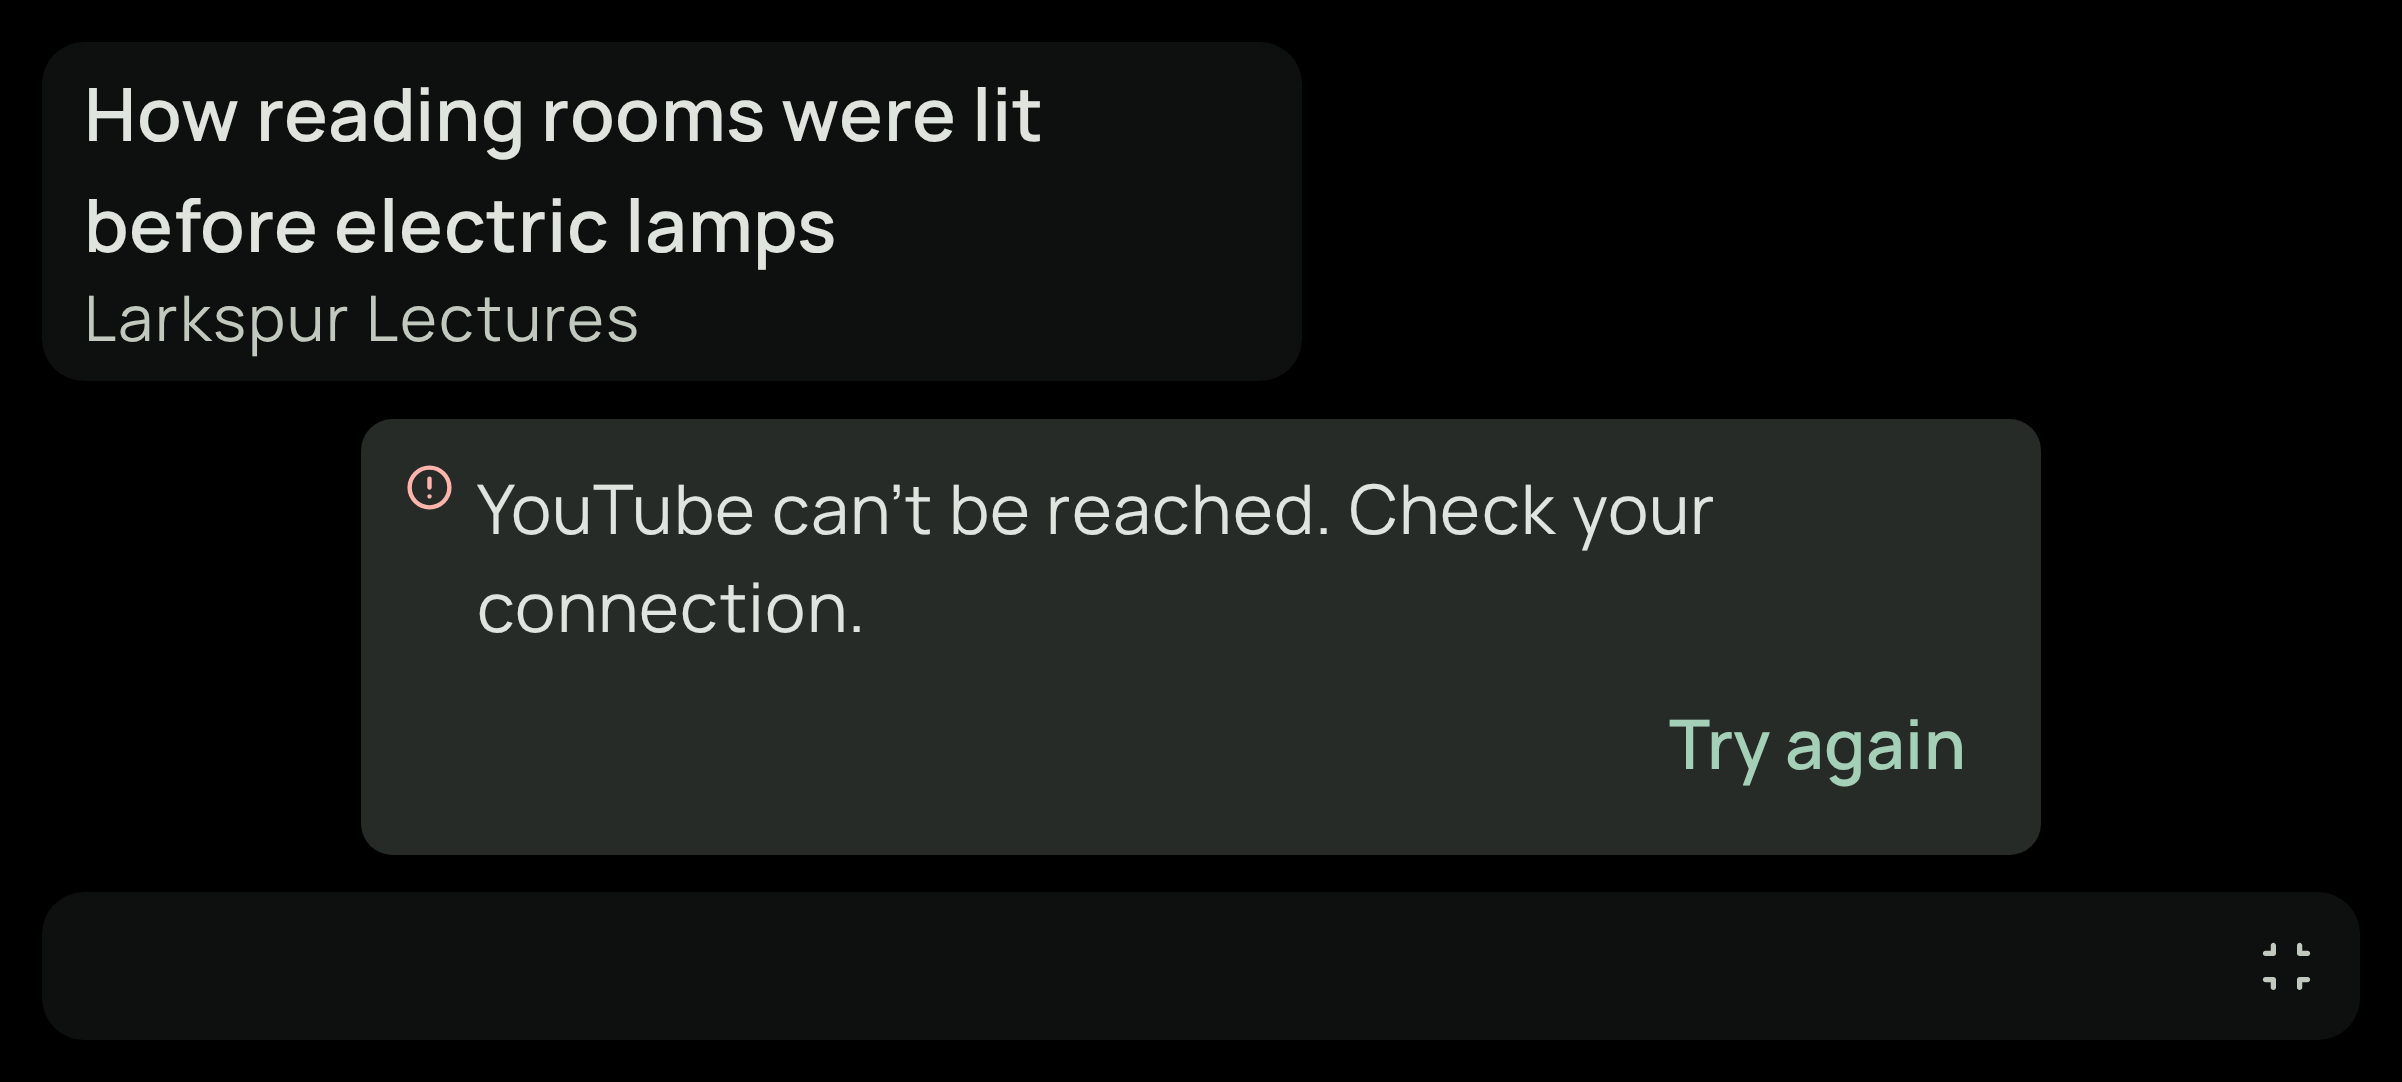 How reading rooms were lit
before electric lamps
Larkspur Lectures
YouTube can’t be reached. Check your
connection.
Try again